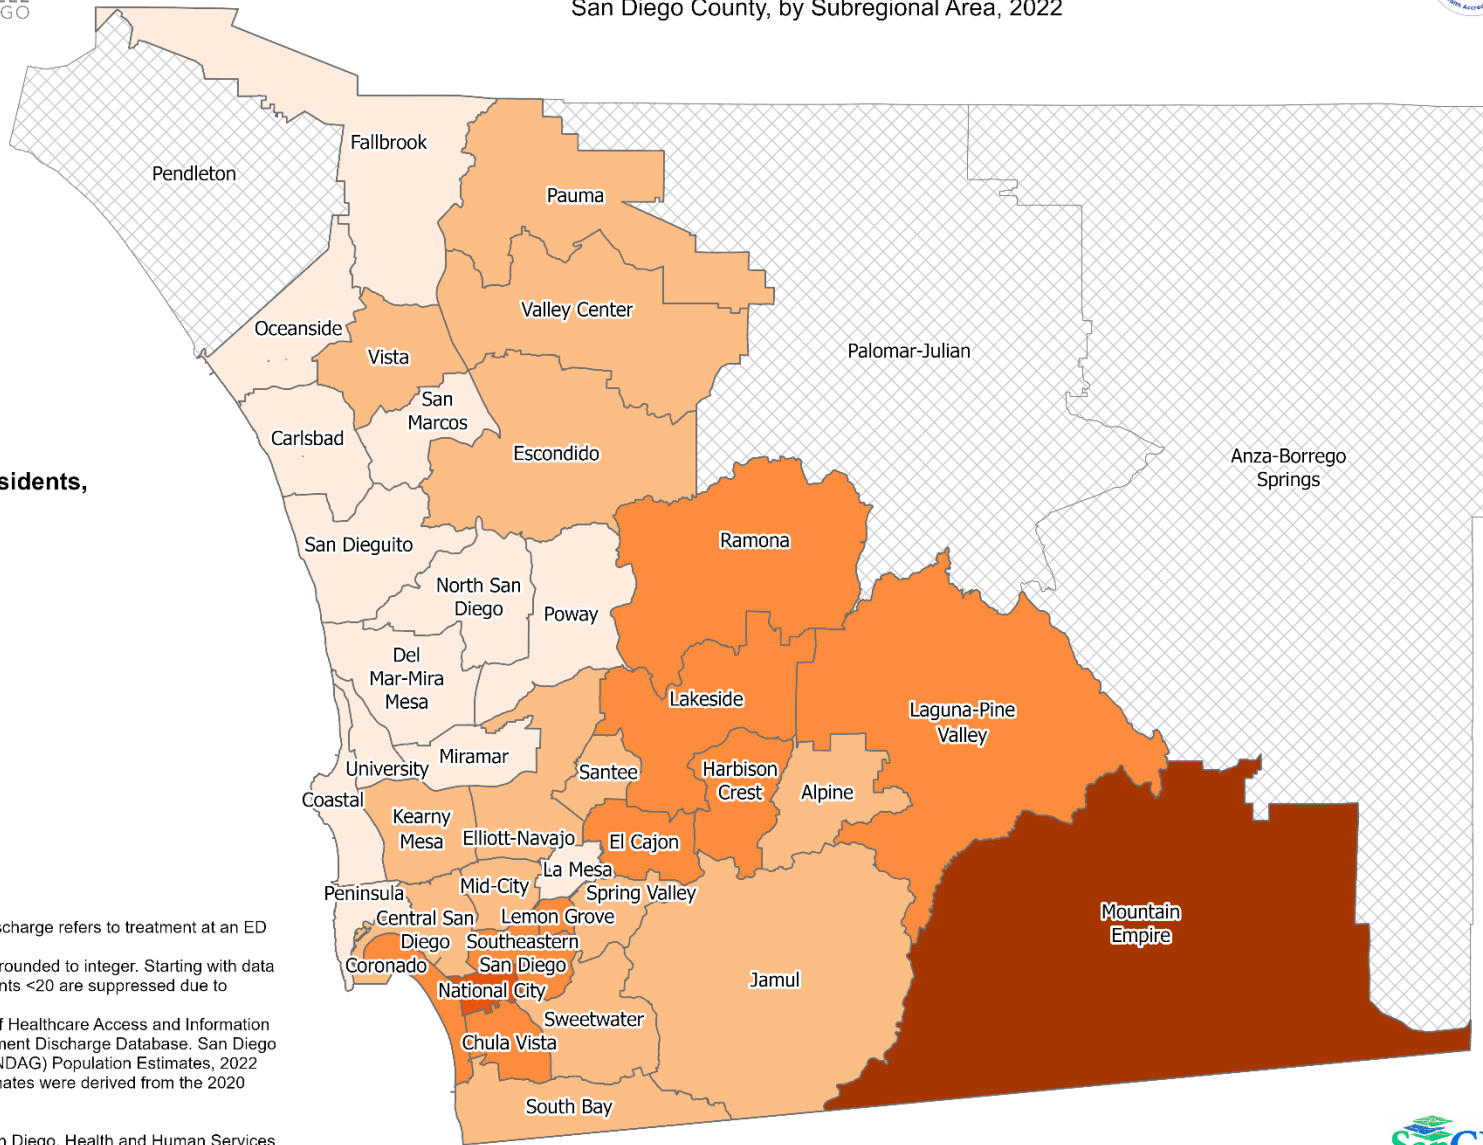 GO
San Diego County, by Subregional Area, 2022
Fallbrook
Pendleton
Pauma
Valley Center
Oceanside
Vista
Palomar-Julian
San
Marcos
Carlsbad
Escondido
Anza-Borrego
Springs
sidents,
Ramona
San Dieguito
North San
Diego
Poway
Del
Mar-Mira
Mesa
Lakeside
Laguna-Pine
Valley
Miramar
University
Santee
Harbison
Crest
Alpine
Coastal
Kearny
Mesa
Elliott-Navajo
El Cajon
La Mesa
Mid-City
Spring Valley
Peninsula
Central San
Diego
Lemon Grove
Mountain
Empire
Southeastern
San Diego
Coronado
Jamul
National City
Sweetwater
Chula Vista
South Bay
scharge refers to treatment at an ED
rounded to integer. Starting with data
nts <20 are suppressed due to
f Healthcare Access and Information
ment Discharge Database. San Diego
NDAG) Population Estimates, 2022
mates were derived from the 2020
n Diego, Health and Human Services